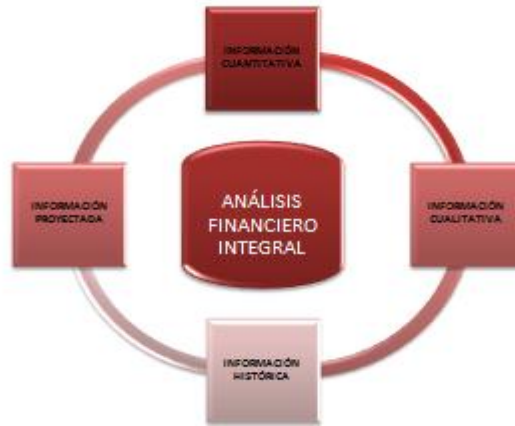 INFORMACIÓN
CUANTITATIVA
INFORMACIÓN
PROYECTADA
ANÁLISIS
FINANCIERO
INTEGRAL
INFORMACIÓN
CUALITATIVA
INFORMACIÓN
HISTÓRICA